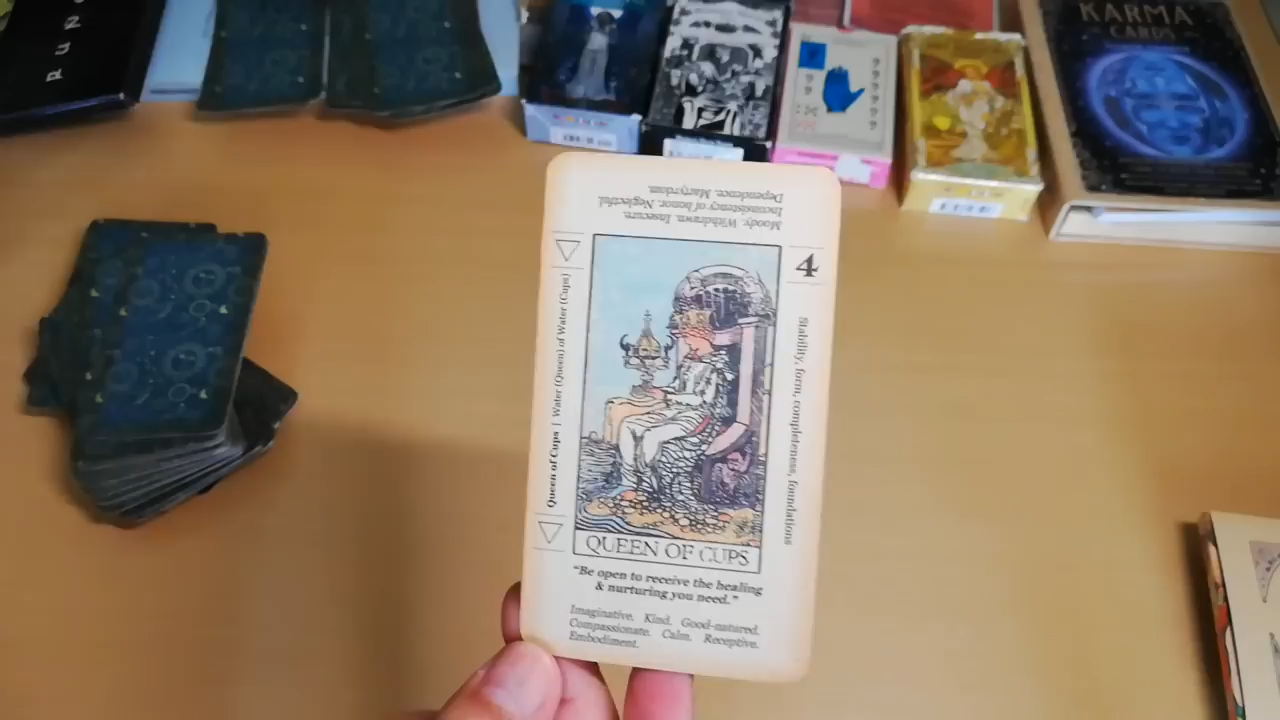 KARMA
CARDS
Moody. Withdrawn. Insecure.
Inconsistency of honor. Neglectful.
Dependence. Martyrdom.
4
Stability, form, completeness, foundations
Queen of Cups | Water (Queen) of Water (Cups)
QUEEN OF CUPS
“Be open to receive the healing
& nurturing you need.”
Imaginative. Kind. Good-natured.
Compassionate. Calm. Receptive.
Embodiment.